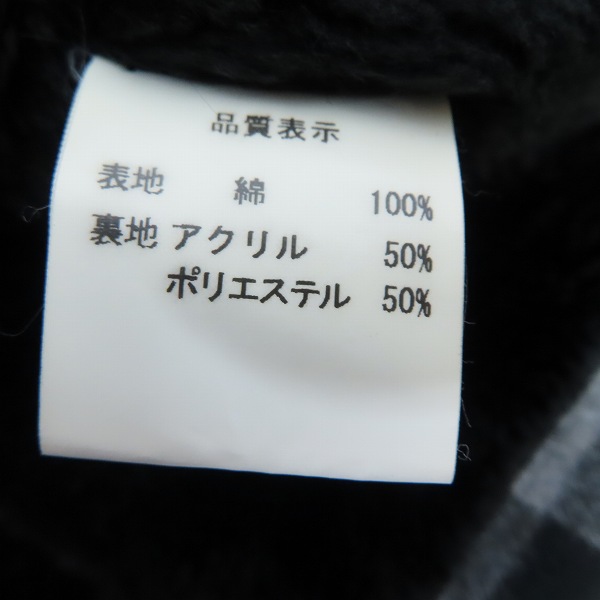 品質表示
表地 綿 100%
裏地 アクリル 50%
ポリエステル 50%